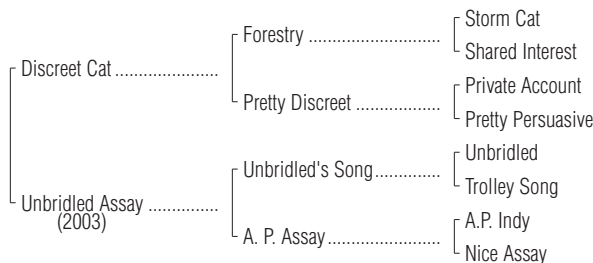 Storm Cat
Forestry
Shared Interest
Discreet Cat
Private Account
Pretty Discreet
Pretty Persuasive
Unbridled
Unbridled's Song
Trolley Song
Unbridled Assay
(2003)
A.P. Indy
A. P. Assay
Nice Assay